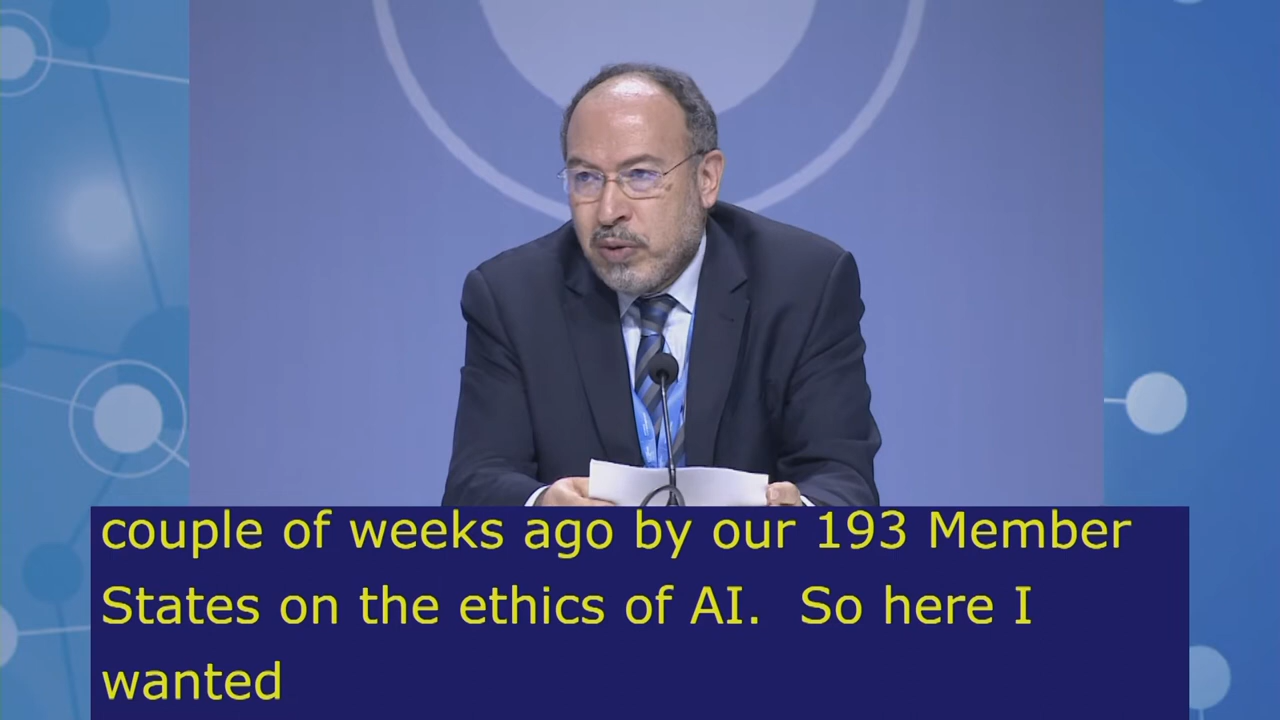 couple of weeks ago by our 193 Member
States on the ethics of AI.  So here I
wanted